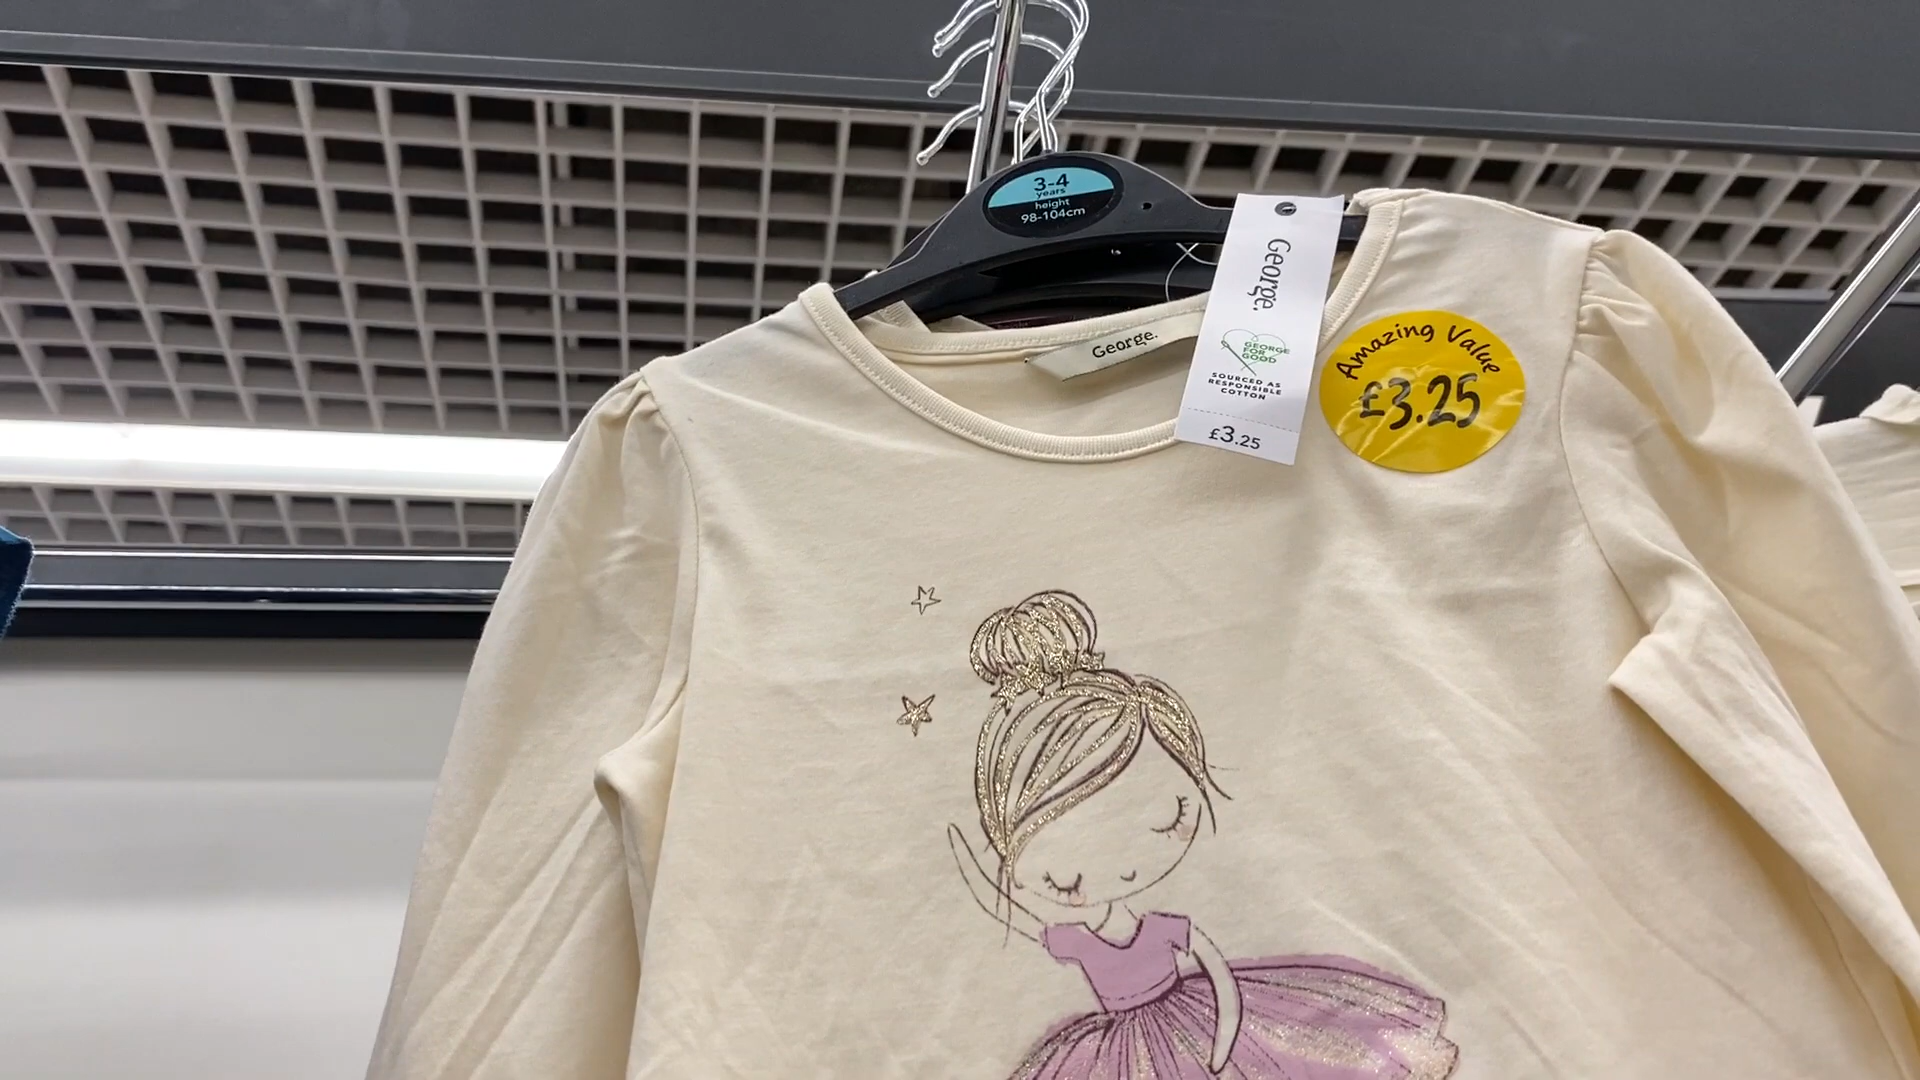 3-4
years
height
98-104cm
George.
George.
GEORGE
FOR
GOOD
SOURCED AS
RESPONSIBLE
COTTON
£3.25
Amazing Value
£3.25